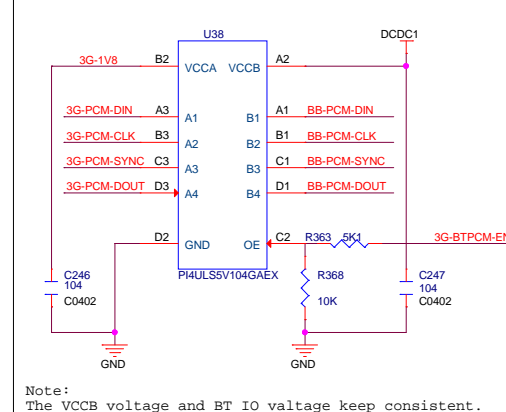 U38
DCDC1
3G-1V8 B2 VCCA VCCB A2
3G-PCM-DIN A3 A1 B1 A1 BB-PCM-DIN
3G-PCM-CLK B3 A2 B2 B1 BB-PCM-CLK
3G-PCM-SYNC C3 A3 B3 C1 BB-PCM-SYNC
3G-PCM-DOUT D3 A4 B4 D1 BB-PCM-DOUT
D2 GND OE C2 R363 5K1 3G-BTPCM-EN
PI4ULS5V104GAEX
C246
104
C0402
R368
10K
C247
104
C0402
GND
GND
Note:
The VCCB voltage and BT IO valtage keep consistent.